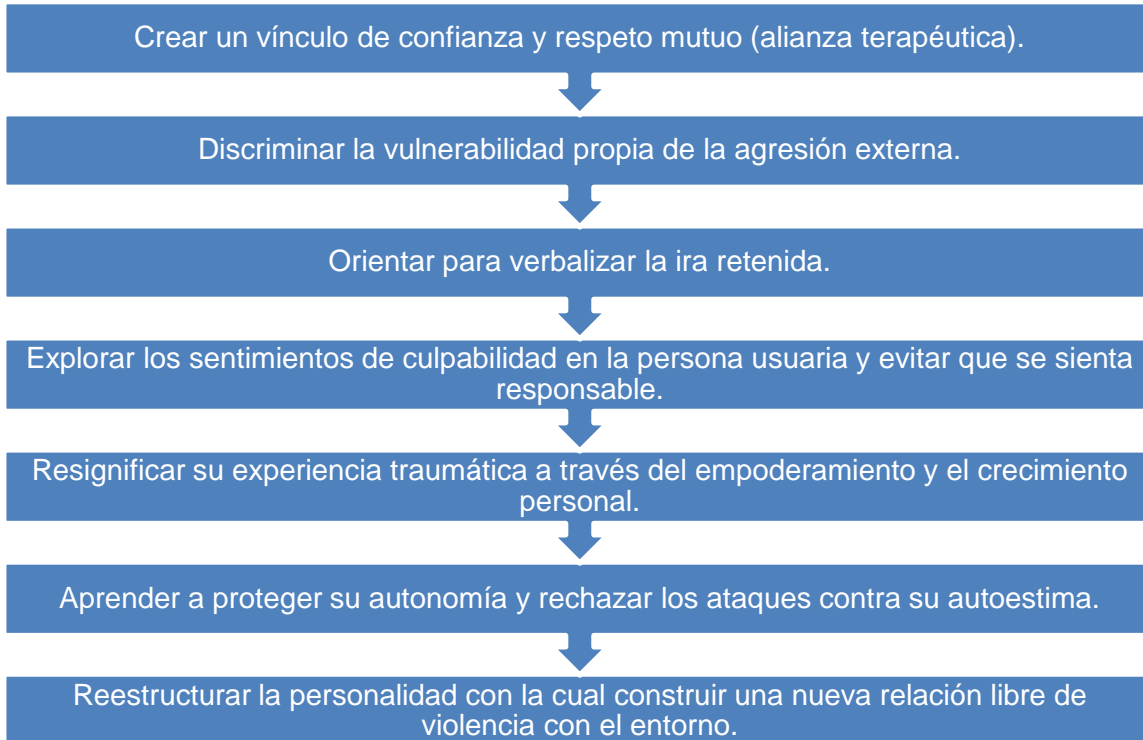 Crear un vínculo de confianza y respeto mutuo (alianza terapéutica).
Discriminar la vulnerabilidad propia de la agresión externa.
Orientar para verbalizar la ira retenida.
Explorar los sentimientos de culpabilidad en la persona usuaria y evitar que se sienta
responsable.
Resignificar su experiencia traumática a través del empoderamiento y el crecimiento
personal.
Aprender a proteger su autonomía y rechazar los ataques contra su autoestima.
Reestructurar la personalidad con la cual construir una nueva relación libre de
violencia con el entorno.